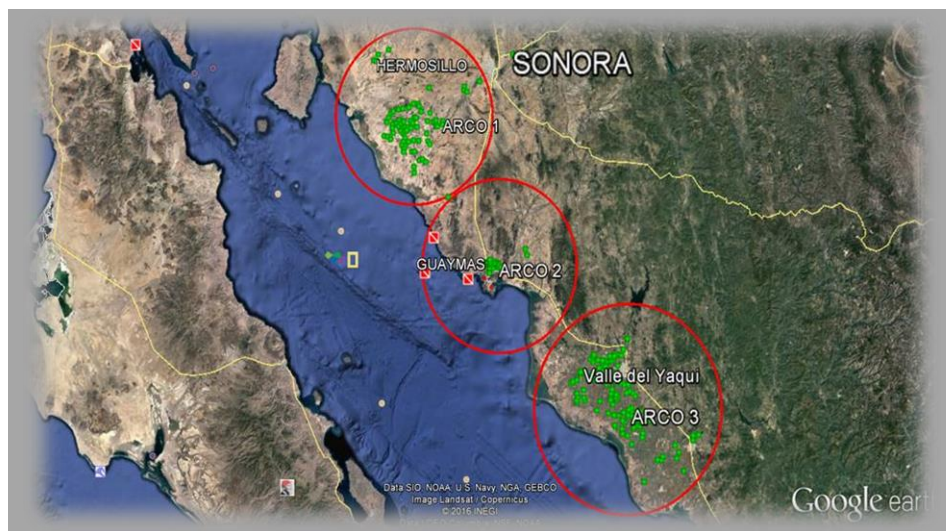 SONORA
HERMOSILLO
ARCO 1
GUAYMAS
ARCO 2
Valle del Yaqui
ARCO 3
Data SIO, NOAA, U.S. Navy, NGA, GEBCO
Image Landsat / Copernicus
© 2016 INEGI
Google eart